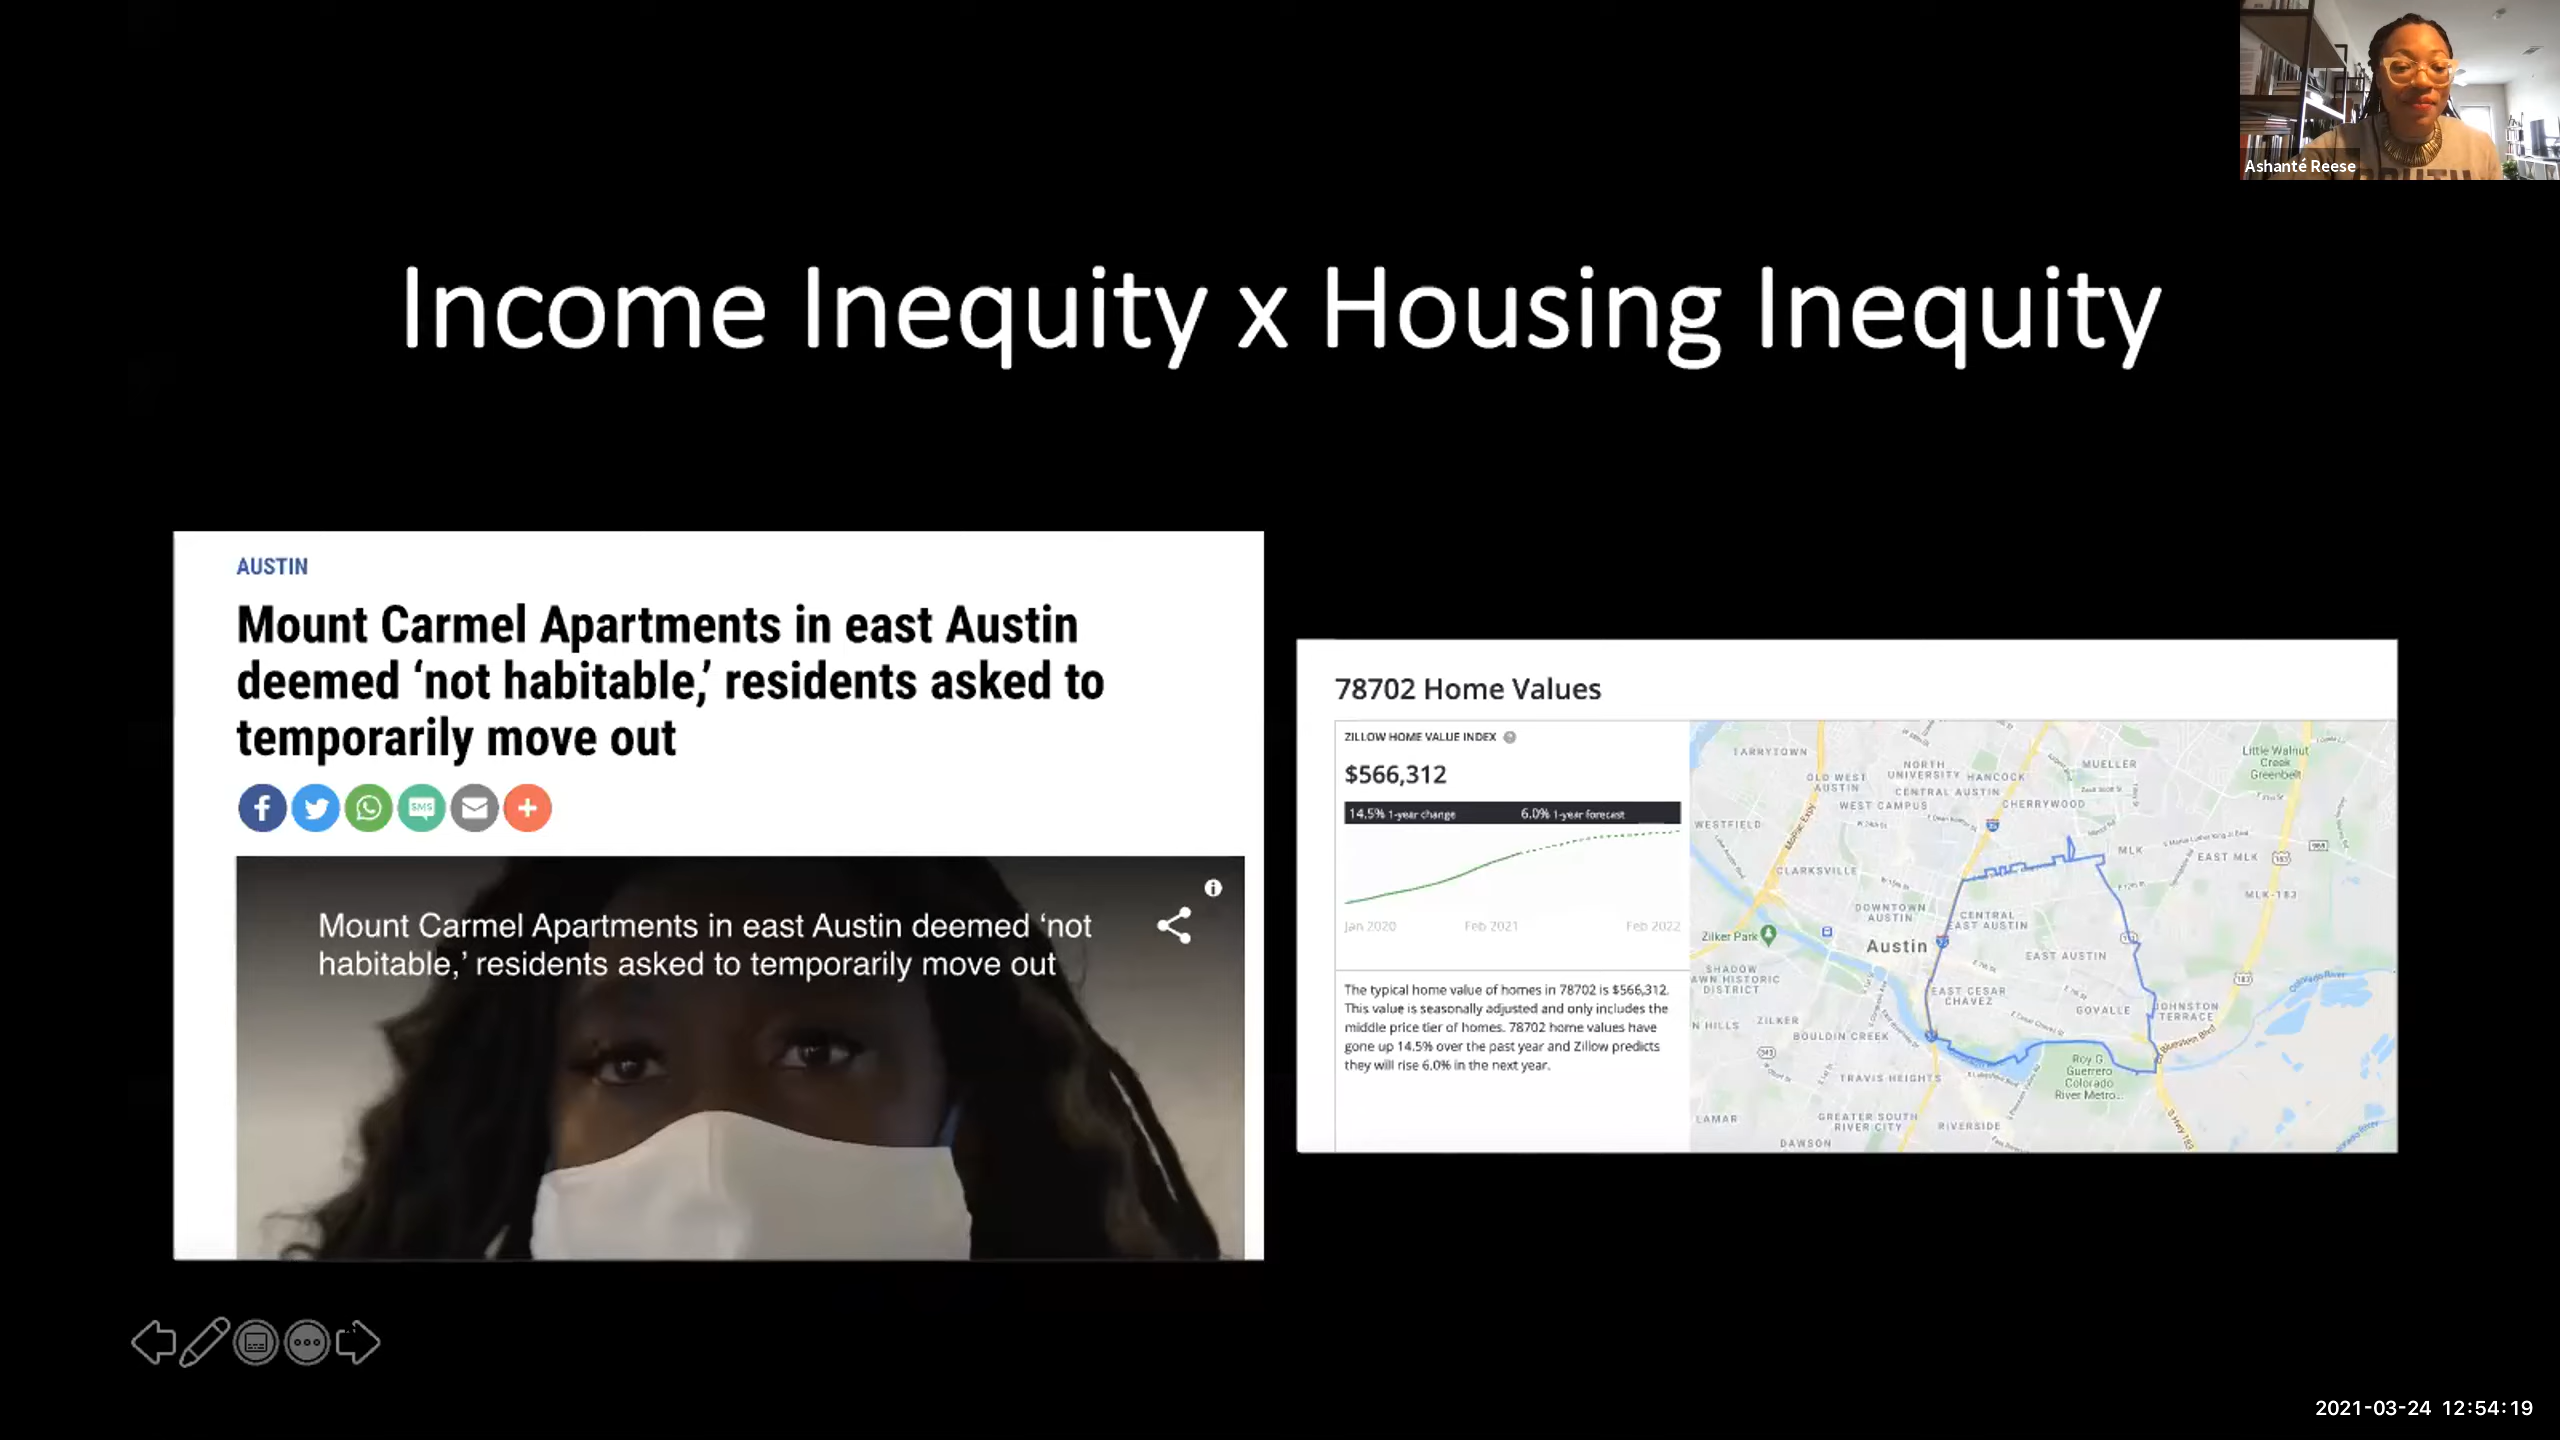 Ashanté Reese
Income Inequity x Housing Inequity
AUSTIN
Mount Carmel Apartments in east Austin
deemed ‘not habitable,’ residents asked to
temporarily move out
SMS
Mount Carmel Apartments in east Austin deemed ‘not
habitable,’ residents asked to temporarily move out
78702 Home Values
ZILLOW HOME VALUE INDEX
$566,312
14.5% 1-year change 6.0% 1-year forecast
Jan 2020 Feb 2021 Feb 2022
The typical home value of homes in 78702 is $566,312.
This value is seasonally adjusted and only includes the
middle price tier of homes. 78702 home values have
gone up 14.5% over the past year and Zillow predicts
they will rise 6.0% in the next year.
TARRYTOWN
OLD WEST
AUSTIN
NORTH
UNIVERSITY
HANCOCK
MUELLER
Little Walnut
Creek
Greenbelt
CENTRAL AUSTIN
WEST CAMPUS
CHERRYWOOD
WESTFIELD
MoPac Expy
CLARKSVILLE
MLK
EAST MLK
183
MLK-183
DOWNTOWN
AUSTIN
CENTRAL
EAST AUSTIN
Zilker Park
Austin
EAST AUSTIN
SHADOW
AWN HISTORIC
DISTRICT
EAST CESAR
CHAVEZ
GOVALLE
JOHNSTON
TERRACE
183
Colorado River
N HILLS
ZILKER
BOULDIN CREEK
343
TRAVIS HEIGHTS
Roy G
Guerrero
Colorado
River Metro...
LAMAR
GREATER SOUTH
RIVER CITY
RIVERSIDE
DAWSON
2021-03-24 12:54:19